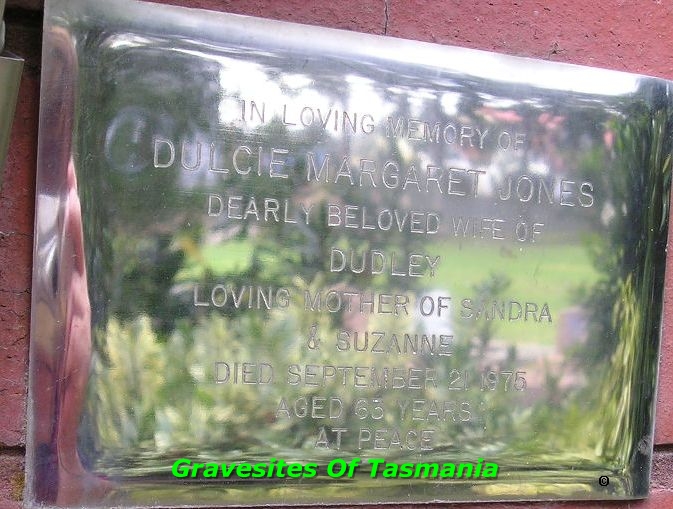 IN LOVING MEMORY OF
DULCIE MARGARET JONES
DEARLY BELOVED WIFE OF
DUDLEY
LOVING MOTHER OF SANDRA
& SUZANNE
DIED SEPTEMBER 21 1975
AGED 65 YEARS
AT PEACE
Gravesites Of Tasmania
©